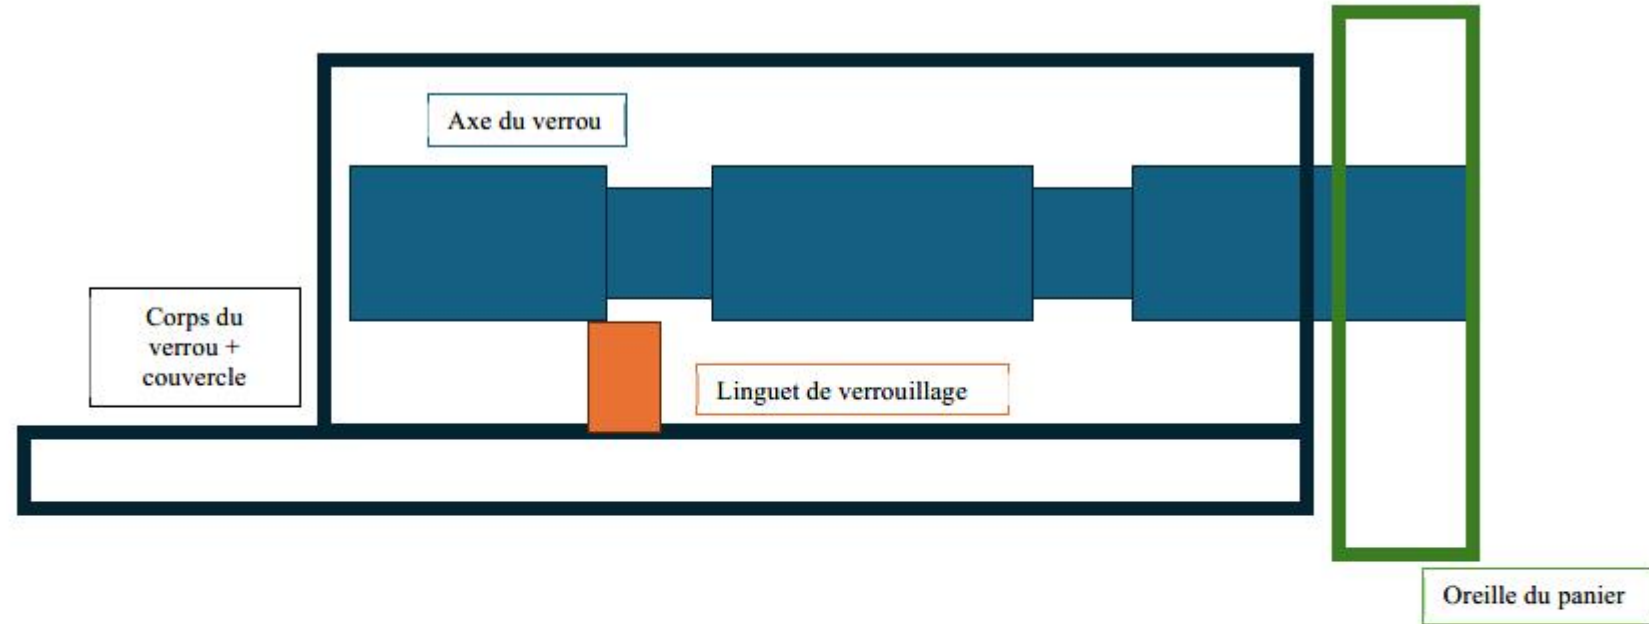 Axe du verrou
Corps du
verrou +
couvercle
Linguet de verrouillage
Oreille du panier